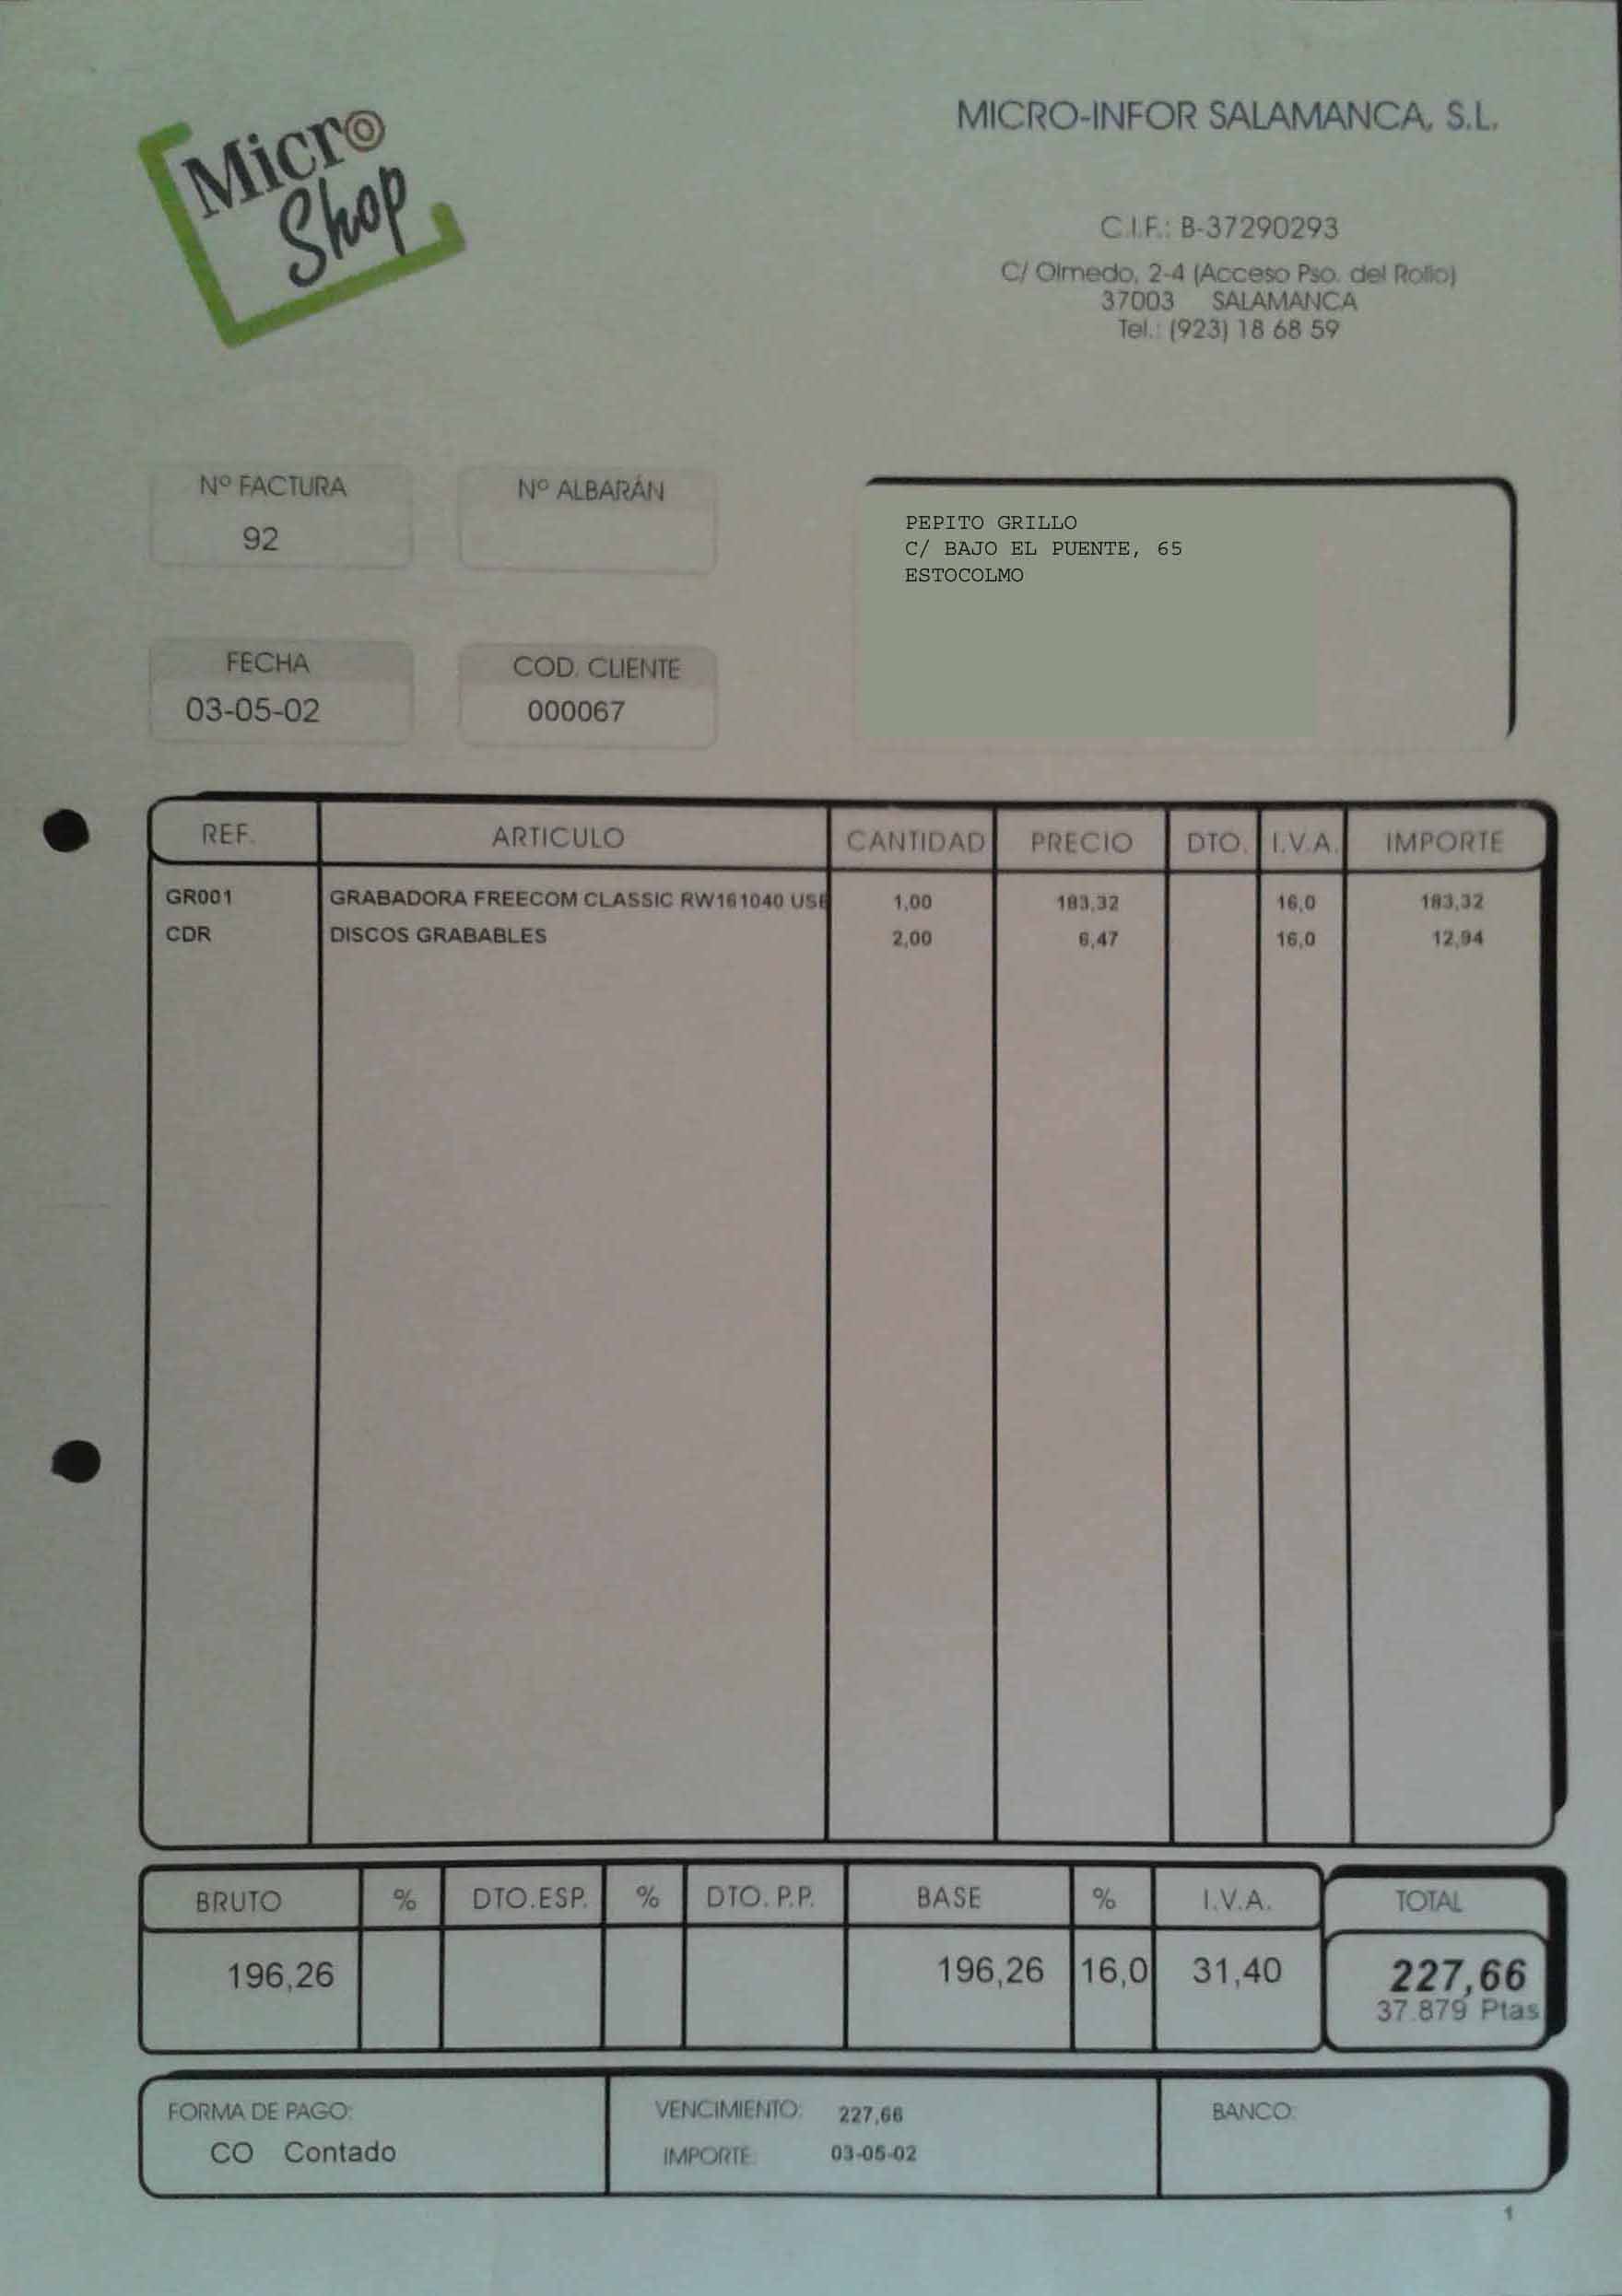 Micro
Shop
MICRO-INFOR SALAMANCA, S.L.
C.I.F.: B-37290293
C/ Olmedo, 2-4 (Acceso Pso. del Rollo)
37003 SALAMANCA
Tel.: (923) 18 68 59
Nº FACTURA
92
Nº ALBARÁN
PEPITO GRILLO
C/ BAJO EL PUENTE, 65
ESTOCOLMO
FECHA
03-05-02
COD. CLIENTE
000067
REF. ARTICULO CANTIDAD PRECIO DTO. I.V.A. IMPORTE
GR001 GRABADORA FREECOM CLASSIC RW161040 USB 1,00 183,32 16,0 183,32
CDR DISCOS GRABABLES 2,00 6,47 16,0 12,94
BRUTO % DTO.ESP. % DTO. P.P. BASE % I.V.A. TOTAL
196,26 196,26 16,0 31,40 227,66
37.879 Ptas
FORMA DE PAGO: VENCIMIENTO: 227,66 BANCO:
CO Contado IMPORTE: 03-05-02
1